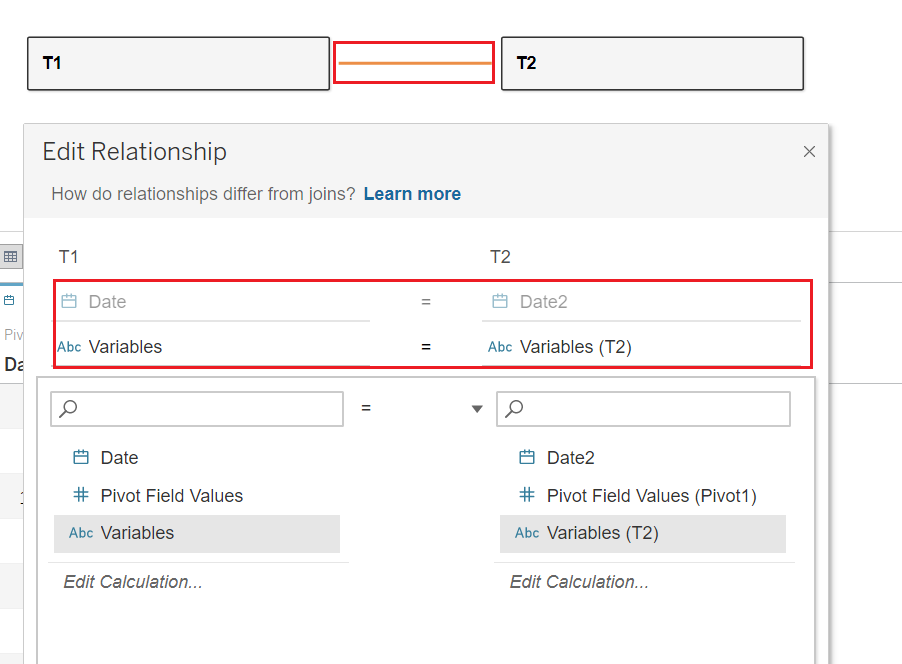 T1 T2
Edit Relationship
How do relationships differ from joins? Learn more
T1 T2
Date = Date2
Abc Variables = Abc Variables (T2)
=
Date Date2
Pivot Field Values Pivot Field Values (Pivot1)
Abc Variables Abc Variables (T2)
Edit Calculation... Edit Calculation...
Piv
Da